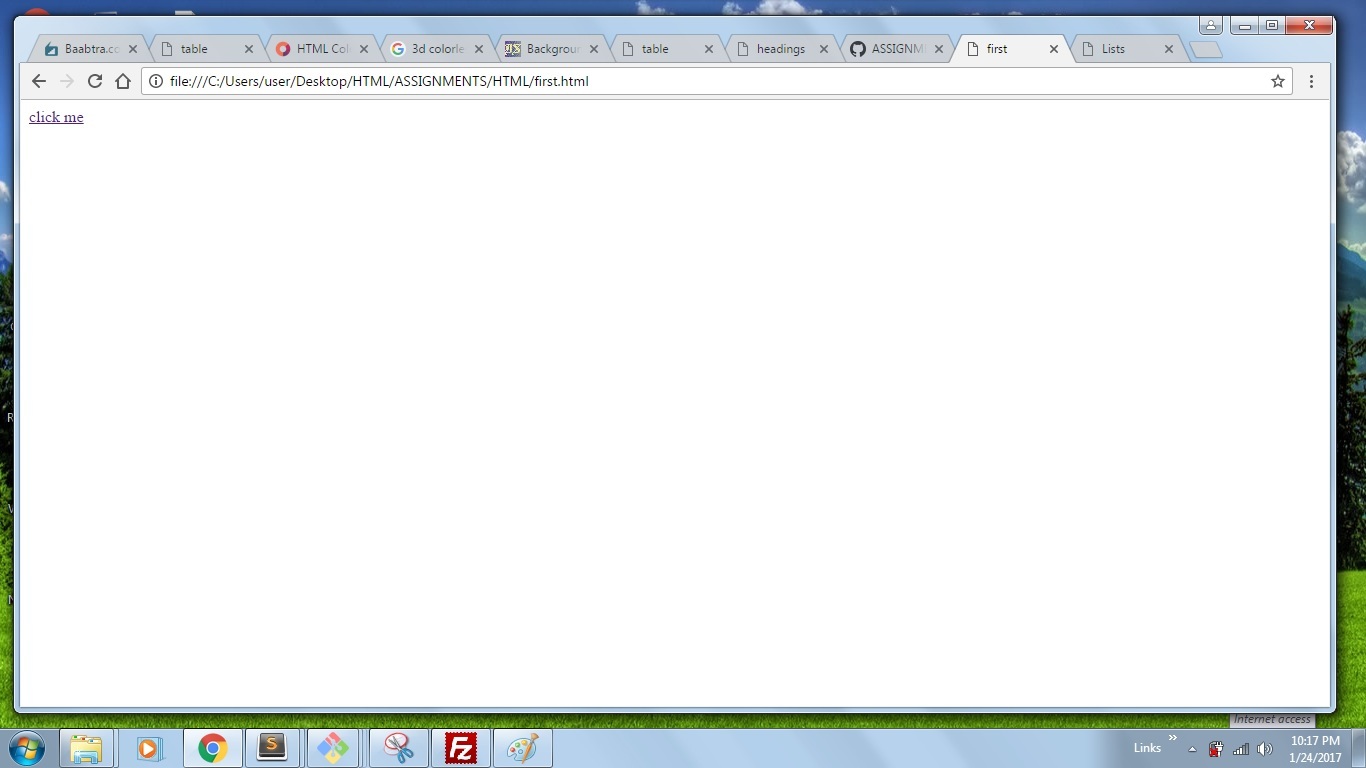 Baabtra.co
table
HTML Col
3d colorle
Backgroun
table
headings
ASSIGNM
first
Lists
file:///C:/Users/user/Desktop/HTML/ASSIGNMENTS/HTML/first.html
click me
Internet access
Links
10:17 PM
1/24/2017